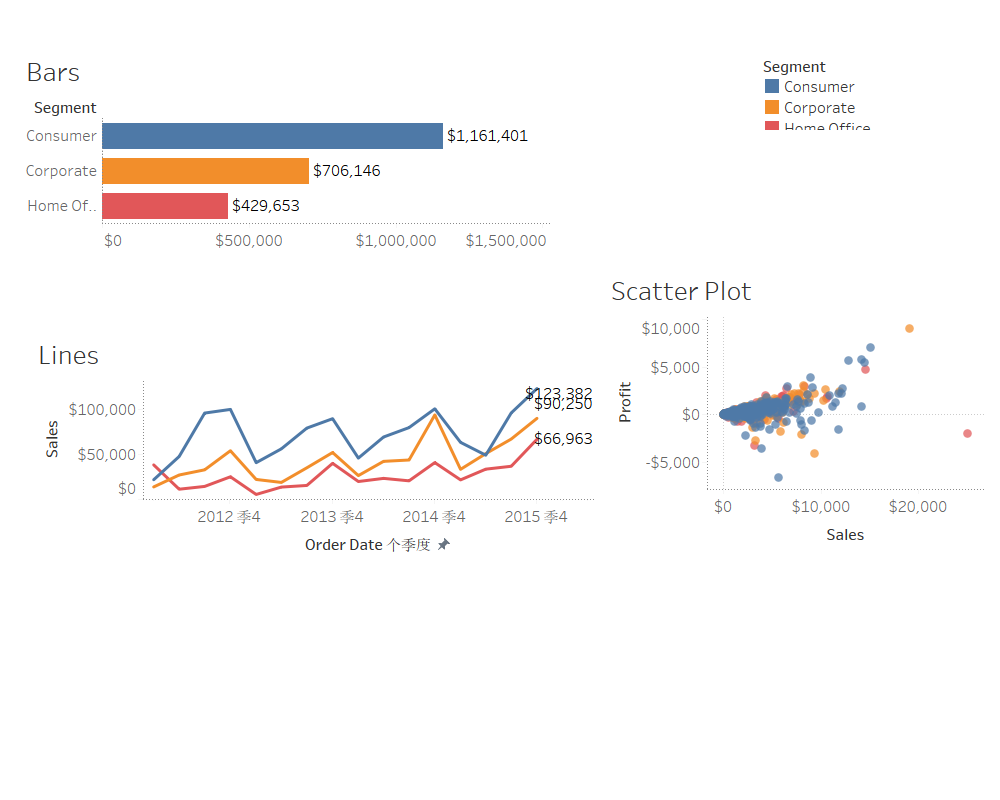 Bars
Segment
Consumer $1,161,401
Corporate $706,146
Home Of.. $429,653
$0 $500,000 $1,000,000 $1,500,000
Segment
Consumer
Corporate
Home Office
Lines
Sales
$100,000
$50,000
$0
$123,382
$90,250
$66,963
2012 季4 2013 季4 2014 季4 2015 季4
Order Date 个季度
Scatter Plot
Profit
$10,000
$5,000
$0
-$5,000
$0 $10,000 $20,000
Sales